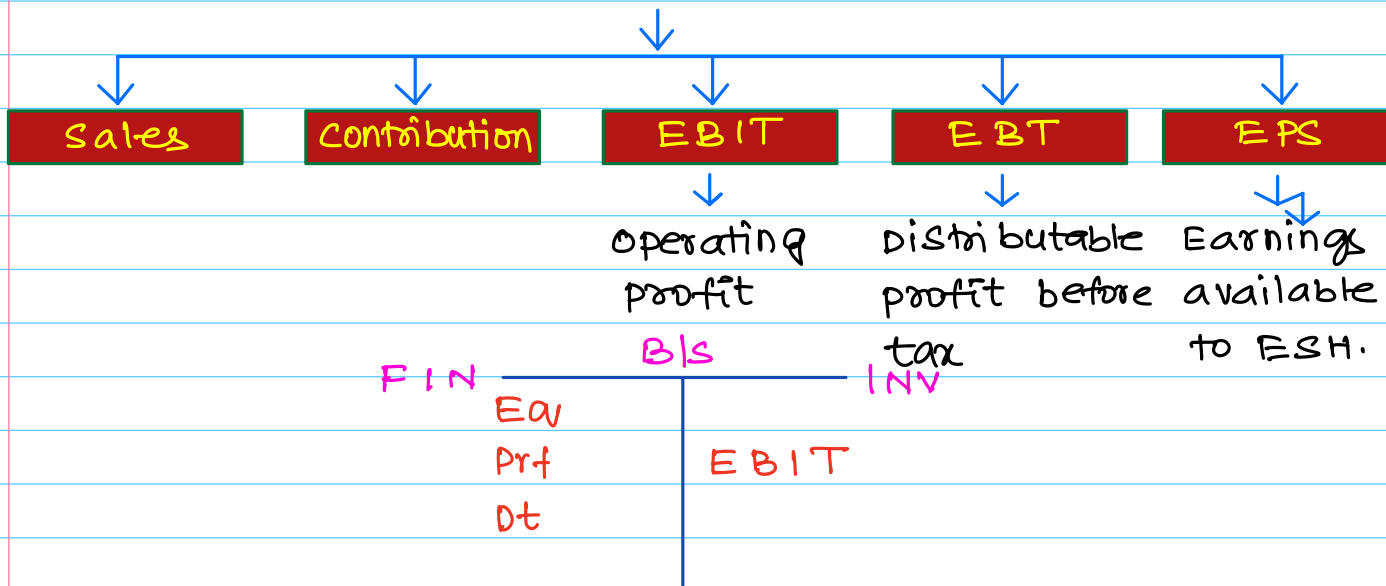 Sales Contribution EBIT EBT EPS
Operating Distributable Earnings
profit profit before available
B/S tax to ESH.
FIN INV
Eq
Prf EBIT
Dt